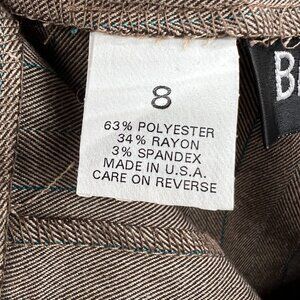 8
63% POLYESTER
34% RAYON
3% SPANDEX
MADE IN U.S.A.
CARE ON REVERSE